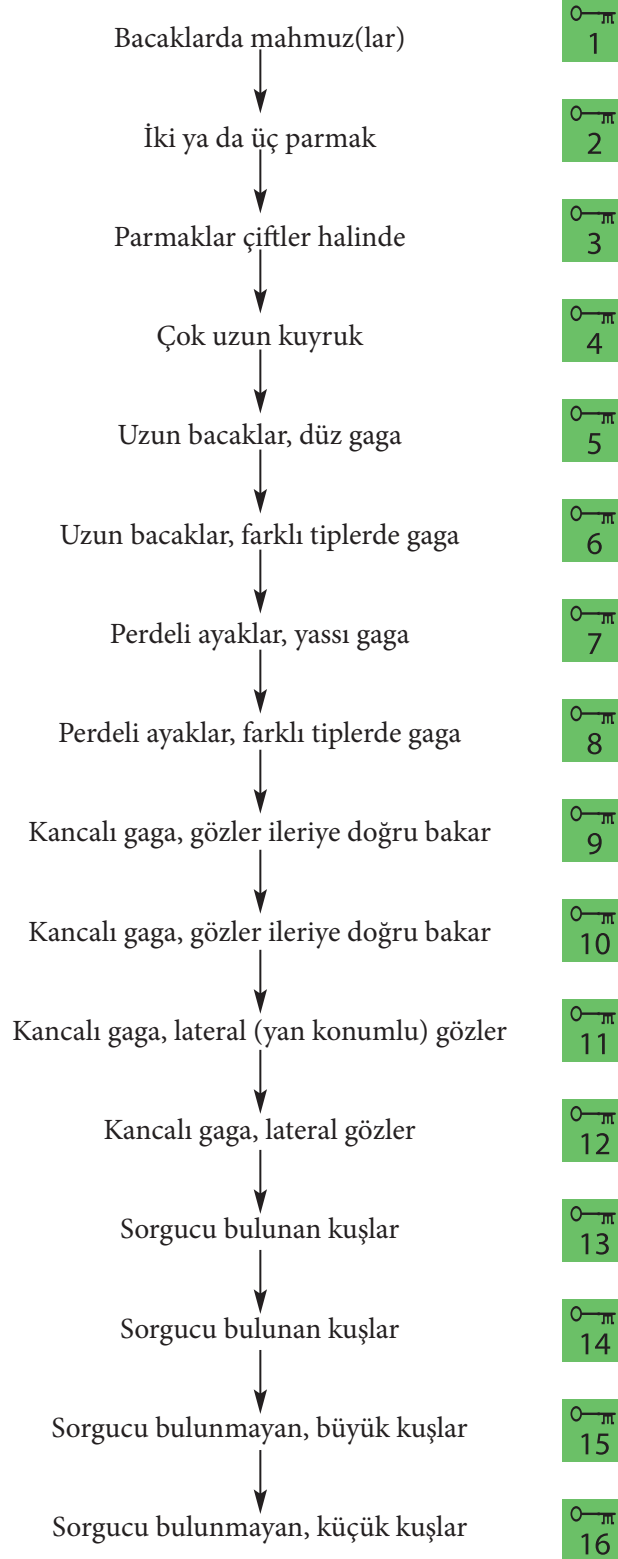 Bacaklarda mahmuz(lar) 1
İki ya da üç parmak 2
Parmaklar çiftler halinde 3
Çok uzun kuyruk 4
Uzun bacaklar, düz gaga 5
Uzun bacaklar, farklı tiplerde gaga 6
Perdeli ayaklar, yassı gaga 7
Perdeli ayaklar, farklı tiplerde gaga 8
Kancalı gaga, gözler ileriye doğru bakar 9
Kancalı gaga, gözler ileriye doğru bakar 10
Kancalı gaga, lateral (yan konumlu) gözler 11
Kancalı gaga, lateral gözler 12
Sorgucu bulunan kuşlar 13
Sorgucu bulunan kuşlar 14
Sorgucu bulunmayan, büyük kuşlar 15
Sorgucu bulunmayan, küçük kuşlar 16